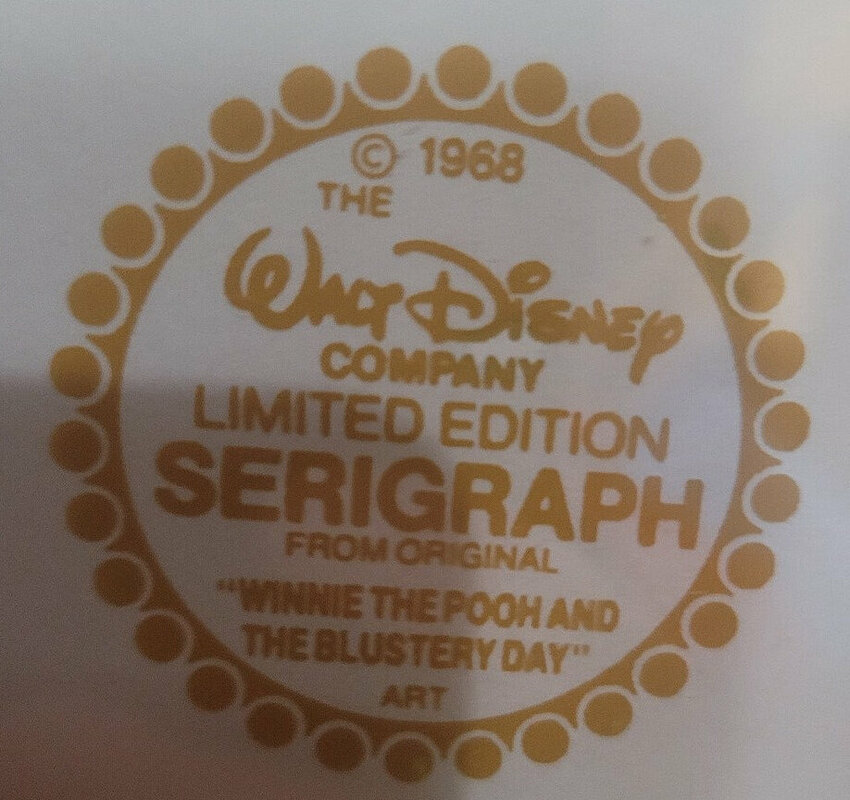 © 1968
THE
WALT DISNEY
COMPANY
LIMITED EDITION
SERIGRAPH
FROM ORIGINAL
"WINNIE THE POOH AND
THE BLUSTERY DAY"
ART